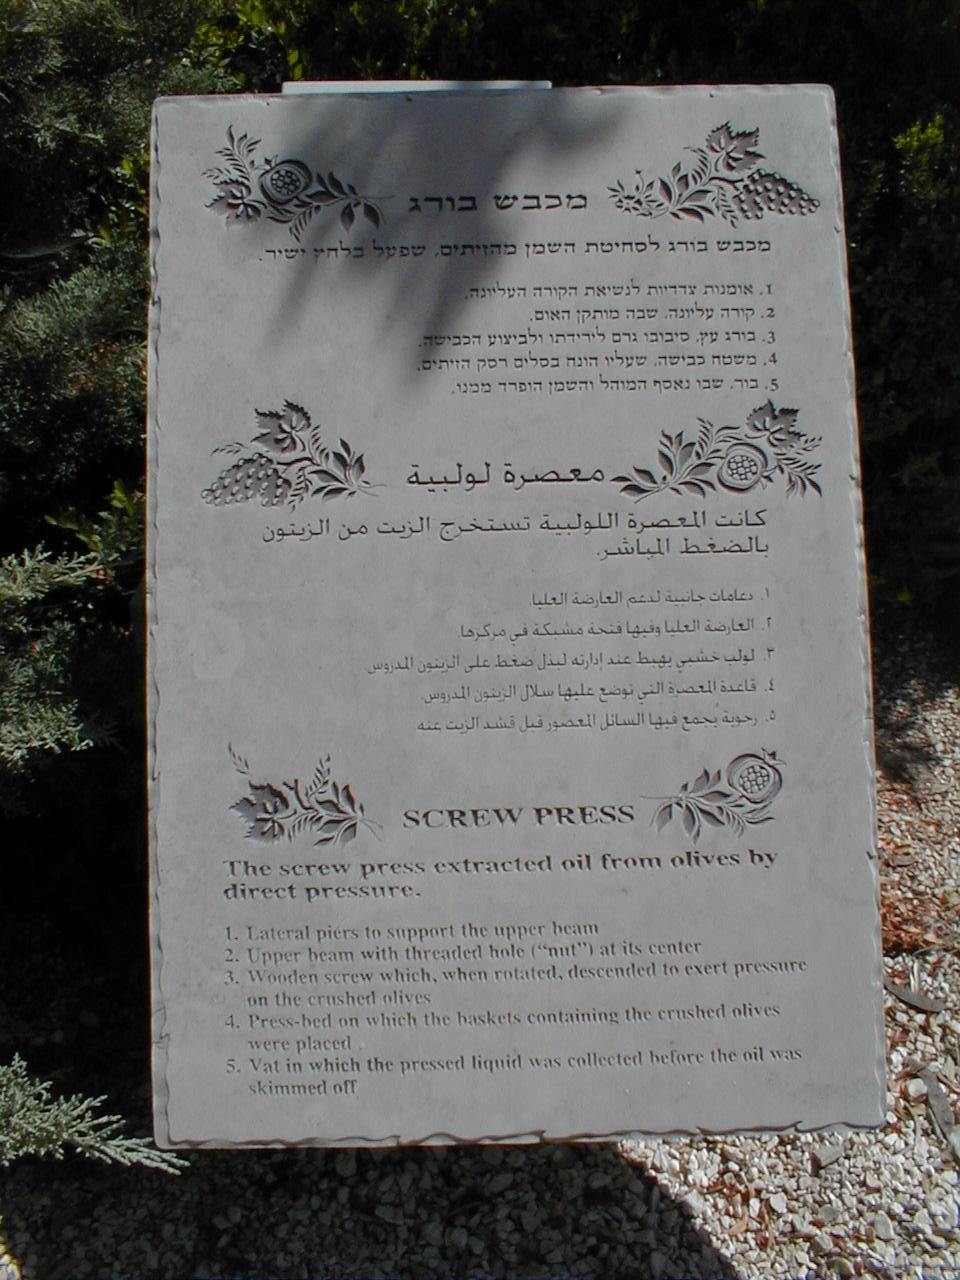 מכבש בורג
מכבש בורג לסחיטת השמן מהזיתים, שפעל בלחץ ישיר.
1. אומנות צדדיות לנשיאת הקורה העליונה.
2. קורה עליונה, שבה מותקן האום.
3. בורג עץ, סיבובו גרם לירידתו ולביצוע הכבישה.
4. משטח כבישה, שעליו הונח בסלים רסק הזיתים.
5. בור, שבו נאסף המוהל והשמן הופרד ממנו.
معصرة لولبية
كانت المعصرة اللولبية تستخرج الزيت من الزيتون
بالضغط المباشر.
١. دعامات جانبية لدعم العارضة العليا.
٢. العارضة العليا وفيها فتحة مشبكة في مركزها.
٣. لولب خشبي يهبط عند إدارته لبذل ضغط على الزيتون المدروس.
٤. قاعدة المعصرة التي توضع عليها سلال الزيتون المدروس.
٥. رحوية يُجمع فيها السائل المعصور قبل قشد الزيت عنه
SCREW PRESS
The screw press extracted oil from olives by
direct pressure.
1. Lateral piers to support the upper beam
2. Upper beam with threaded hole (“nut”) at its center
3. Wooden screw which, when rotated, descended to exert pressure
on the crushed olives
4. Press-bed on which the baskets containing the crushed olives
were placed
5. Vat in which the pressed liquid was collected before the oil was
skimmed off